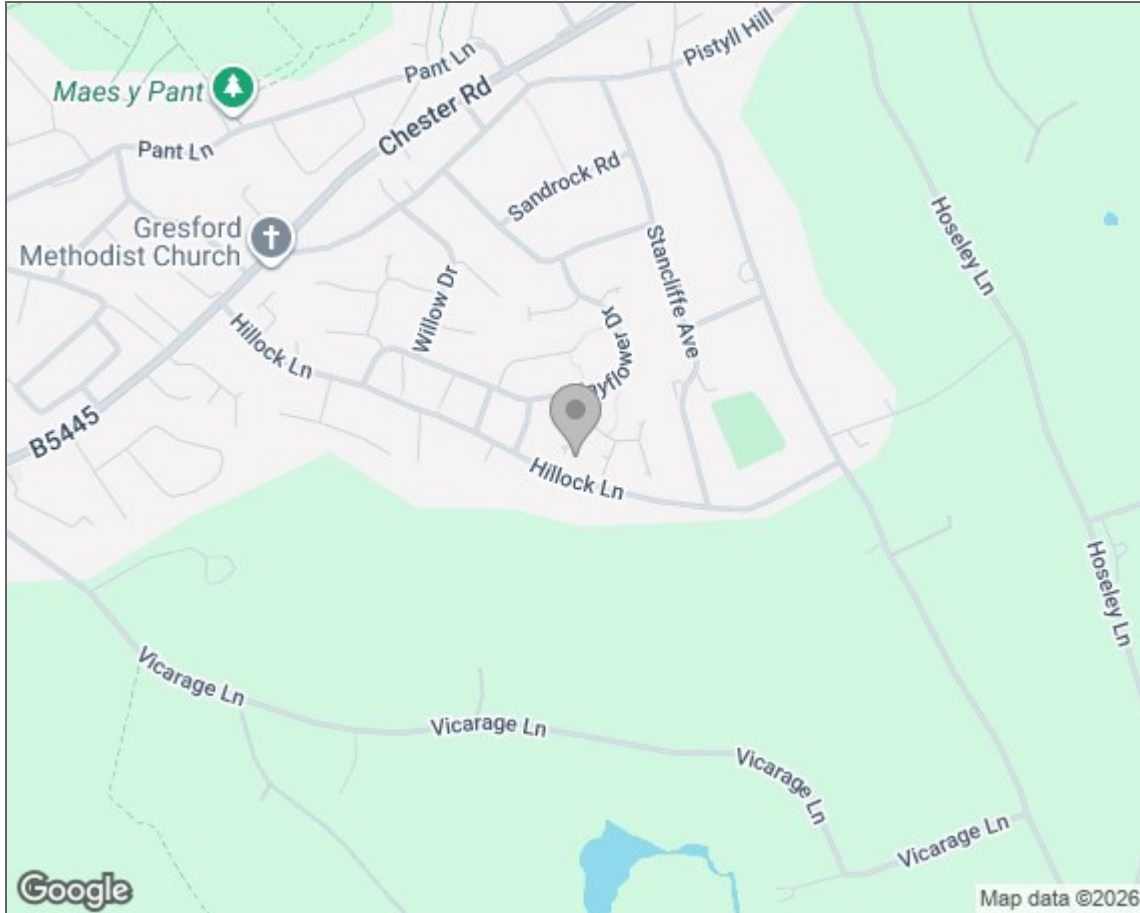 Pistyll Hill
Pant Ln
Maes y Pant
Chester Rd
Pant Ln
Sandrock Rd
Hoseley Ln
Gresford
Methodist Church
Stancliffe Ave
Willow Dr
Hillock Ln
B5445
Hillock Ln
Hoseley Ln
Vicarage Ln
Vicarage Ln
Vicarage Ln
Vicarage Ln
Google
Map data ©2026